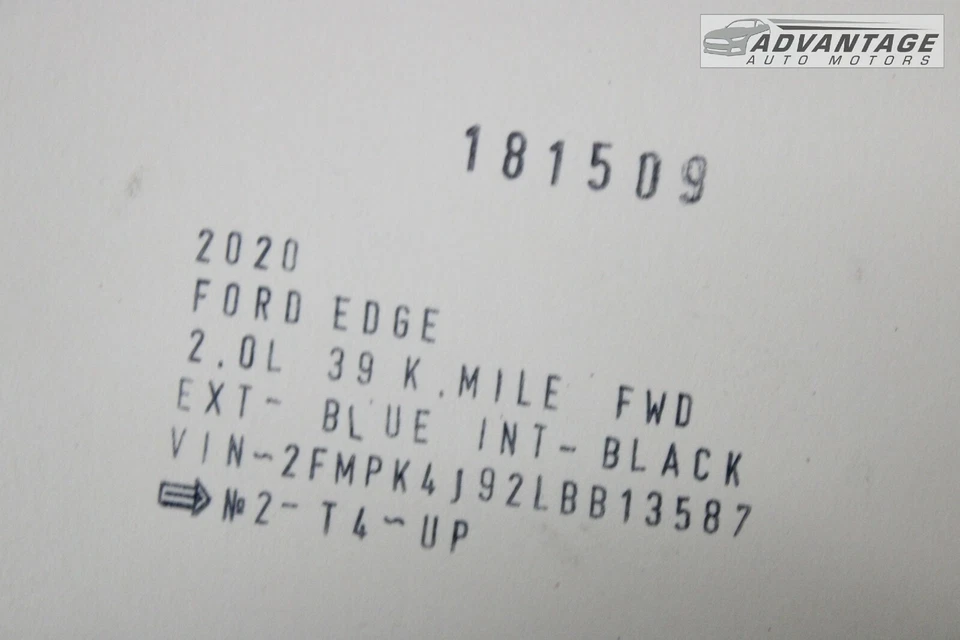 ADVANTAGE
AUTO MOTORS
181509
2020
FORD EDGE
2.0L 39 K.MILE FWD
EXT- BLUE INT-BLACK
VIN-2FMPK4J92LBB13587
№2-T4-UP